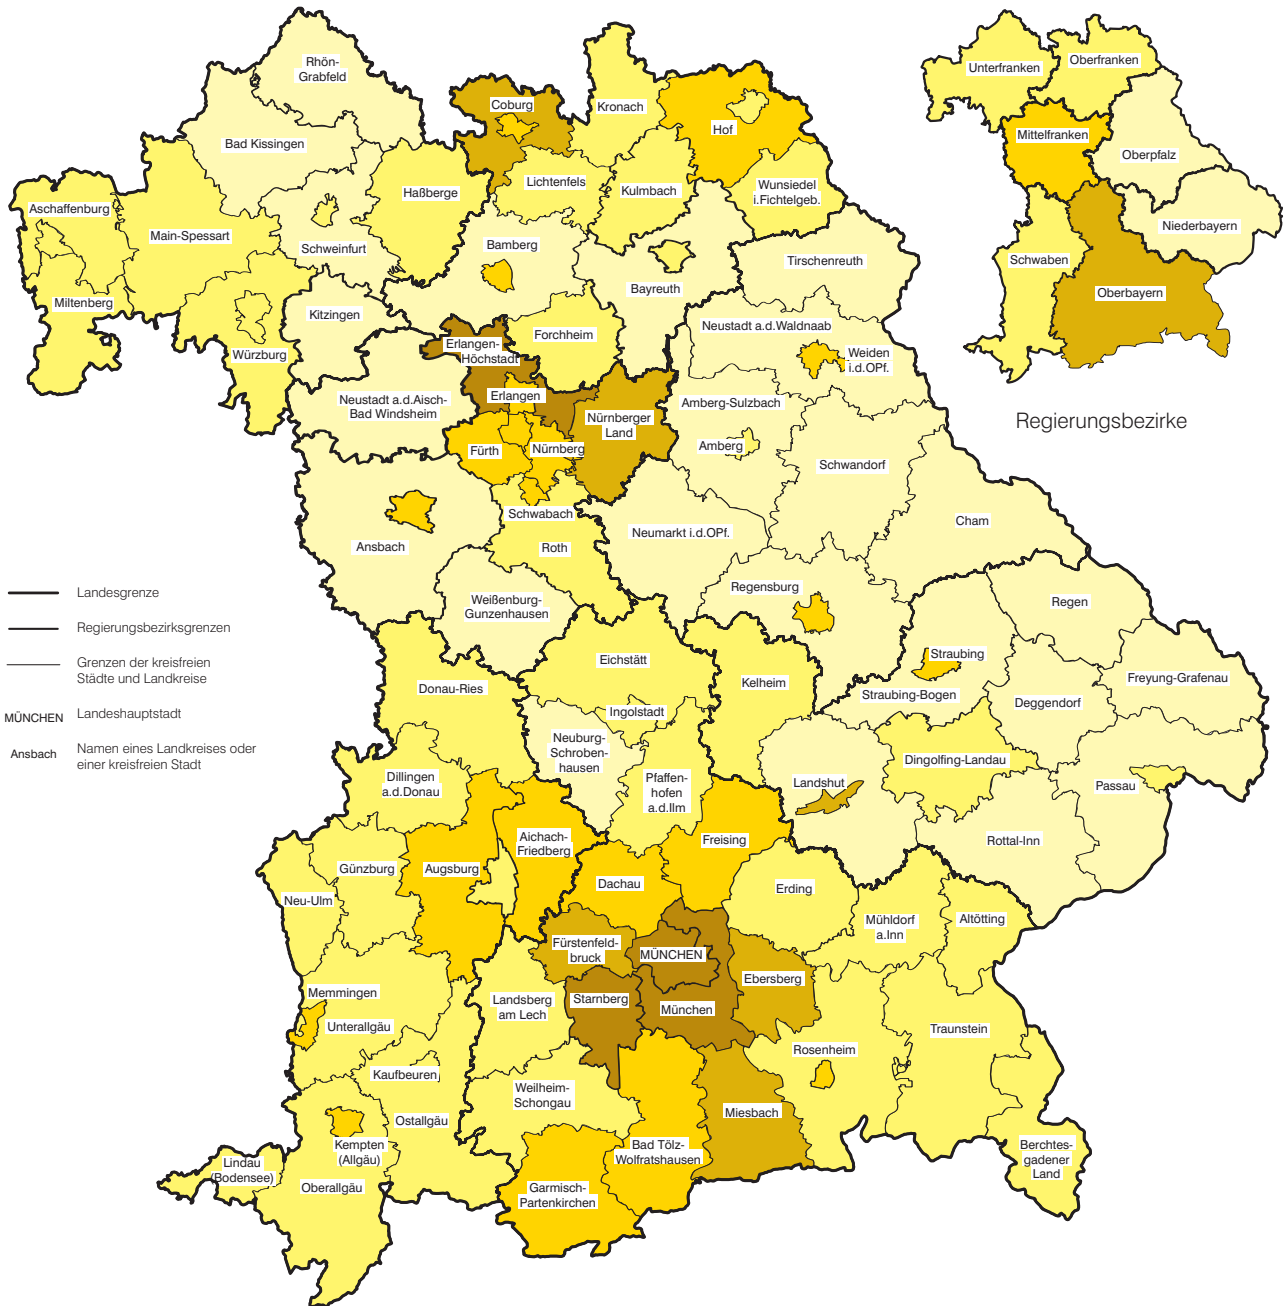 Rhön-
Grabfeld
Bad Kissingen
Coburg
Kronach
Hof
Lichtenfels
Kulmbach
Wunsiedel
i.Fichtelgeb.
Haßberge
Aschaffenburg
Main-Spessart
Schweinfurt
Bamberg
Bayreuth
Tirschenreuth
Miltenberg
Würzburg
Kitzingen
Forchheim
Erlangen-
Höchstadt
Neustadt a.d.Waldnaab
Weiden
i.d.OPf.
Neustadt a.d.Aisch-
Bad Windsheim
Erlangen
Nürnberger
Land
Amberg-Sulzbach
Amberg
Fürth
Nürnberg
Schwandorf
Schwabach
Ansbach
Roth
Neumarkt i.d.OPf.
Cham
Weißenburg-
Gunzenhausen
Regensburg
Regen
Eichstätt
Kelheim
Straubing
Straubing-Bogen
Deggendorf
Freyung-Grafenau
Donau-Ries
Ingolstadt
Neuburg-
Schroben-
hausen
Pfaffen-
hofen
a.d.Ilm
Dingolfing-Landau
Landshut
Passau
Dillingen
a.d.Donau
Rottal-Inn
Aichach-
Friedberg
Freising
Günzburg
Augsburg
Dachau
Erding
Neu-Ulm
Mühldorf
a.Inn
Altötting
Fürstenfeld-
bruck
MÜNCHEN
Ebersberg
Starnberg
München
Landsberg
am Lech
Memmingen
Unterallgäu
Traunstein
Rosenheim
Kaufbeuren
Weilheim-
Schongau
Miesbach
Ostallgäu
Kempten
(Allgäu)
Bad Tölz-
Wolfratshausen
Berchtes-
gadener
Land
Lindau
(Bodensee)
Oberallgäu
Garmisch-
Partenkirchen
Unterfranken
Oberfranken
Mittelfranken
Oberpfalz
Niederbayern
Schwaben
Oberbayern
Regierungsbezirke
Landesgrenze
Regierungsbezirksgrenzen
Grenzen der kreisfreien
Städte und Landkreise
MÜNCHEN Landeshauptstadt
Ansbach Namen eines Landkreises oder
einer kreisfreien Stadt